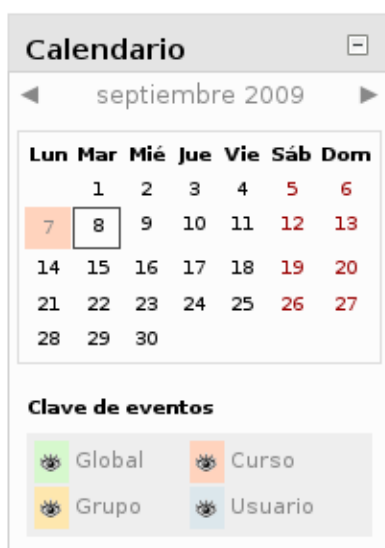 Calendario
septiembre 2009
Lun Mar Mié Jue Vie Sáb Dom
1 2 3 4 5 6
7 8 9 10 11 12 13
14 15 16 17 18 19 20
21 22 23 24 25 26 27
28 29 30
Clave de eventos
Global Curso
Grupo Usuario